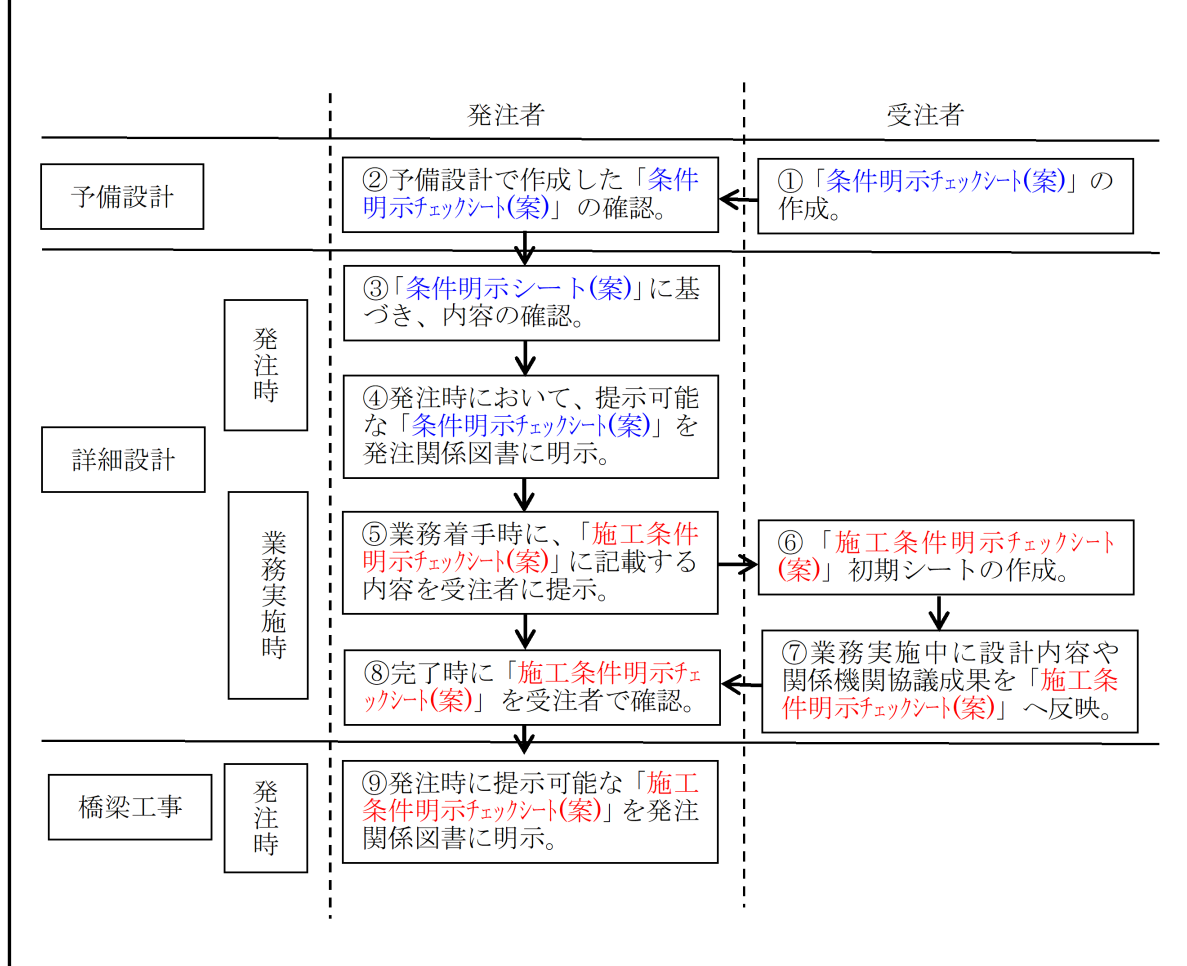 発注者
受注者
予備設計
②予備設計で作成した「条件
明示チェックシート(案)」の確認。
①「条件明示チェックシート(案)」の
作成。
詳細設計
発注時
③「条件明示シート(案)」に基
づき、内容の確認。
④発注時において、提示可能
な「条件明示チェックシート(案)」を
発注関係図書に明示。
業務実施時
⑤業務着手時に、「施工条件
明示チェックシート(案)」に記載する
内容を受注者に提示。
⑥「施工条件明示チェックシート
(案)」初期シートの作成。
⑦業務実施中に設計内容や
関係機関協議成果を「施工条
件明示チェックシート(案)」へ反映。
⑧完了時に「施工条件明示チェ
ックシート(案)」を受注者で確認。
橋梁工事
発注時
⑨発注時に提示可能な「施工
条件明示チェックシート(案)」を発注
関係図書に明示。